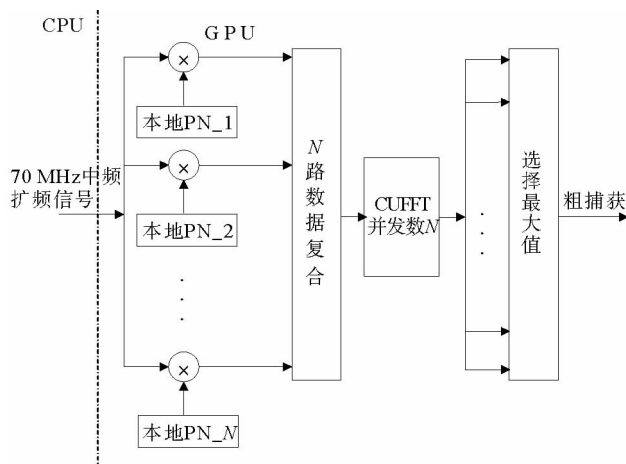 CPU
GPU
×
本地PN_1
70 MHz中频
扩频信号
×
本地PN_2
×
本地PN_N
N路数据复合
CUFFT
并发数N
选择最大值
粗捕获